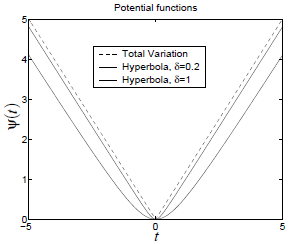 Potential functions
5
4
3
2
1
0
ψ(t)
Total Variation
Hyperbola, δ=0.2
Hyperbola, δ=1
−5 0 5
t